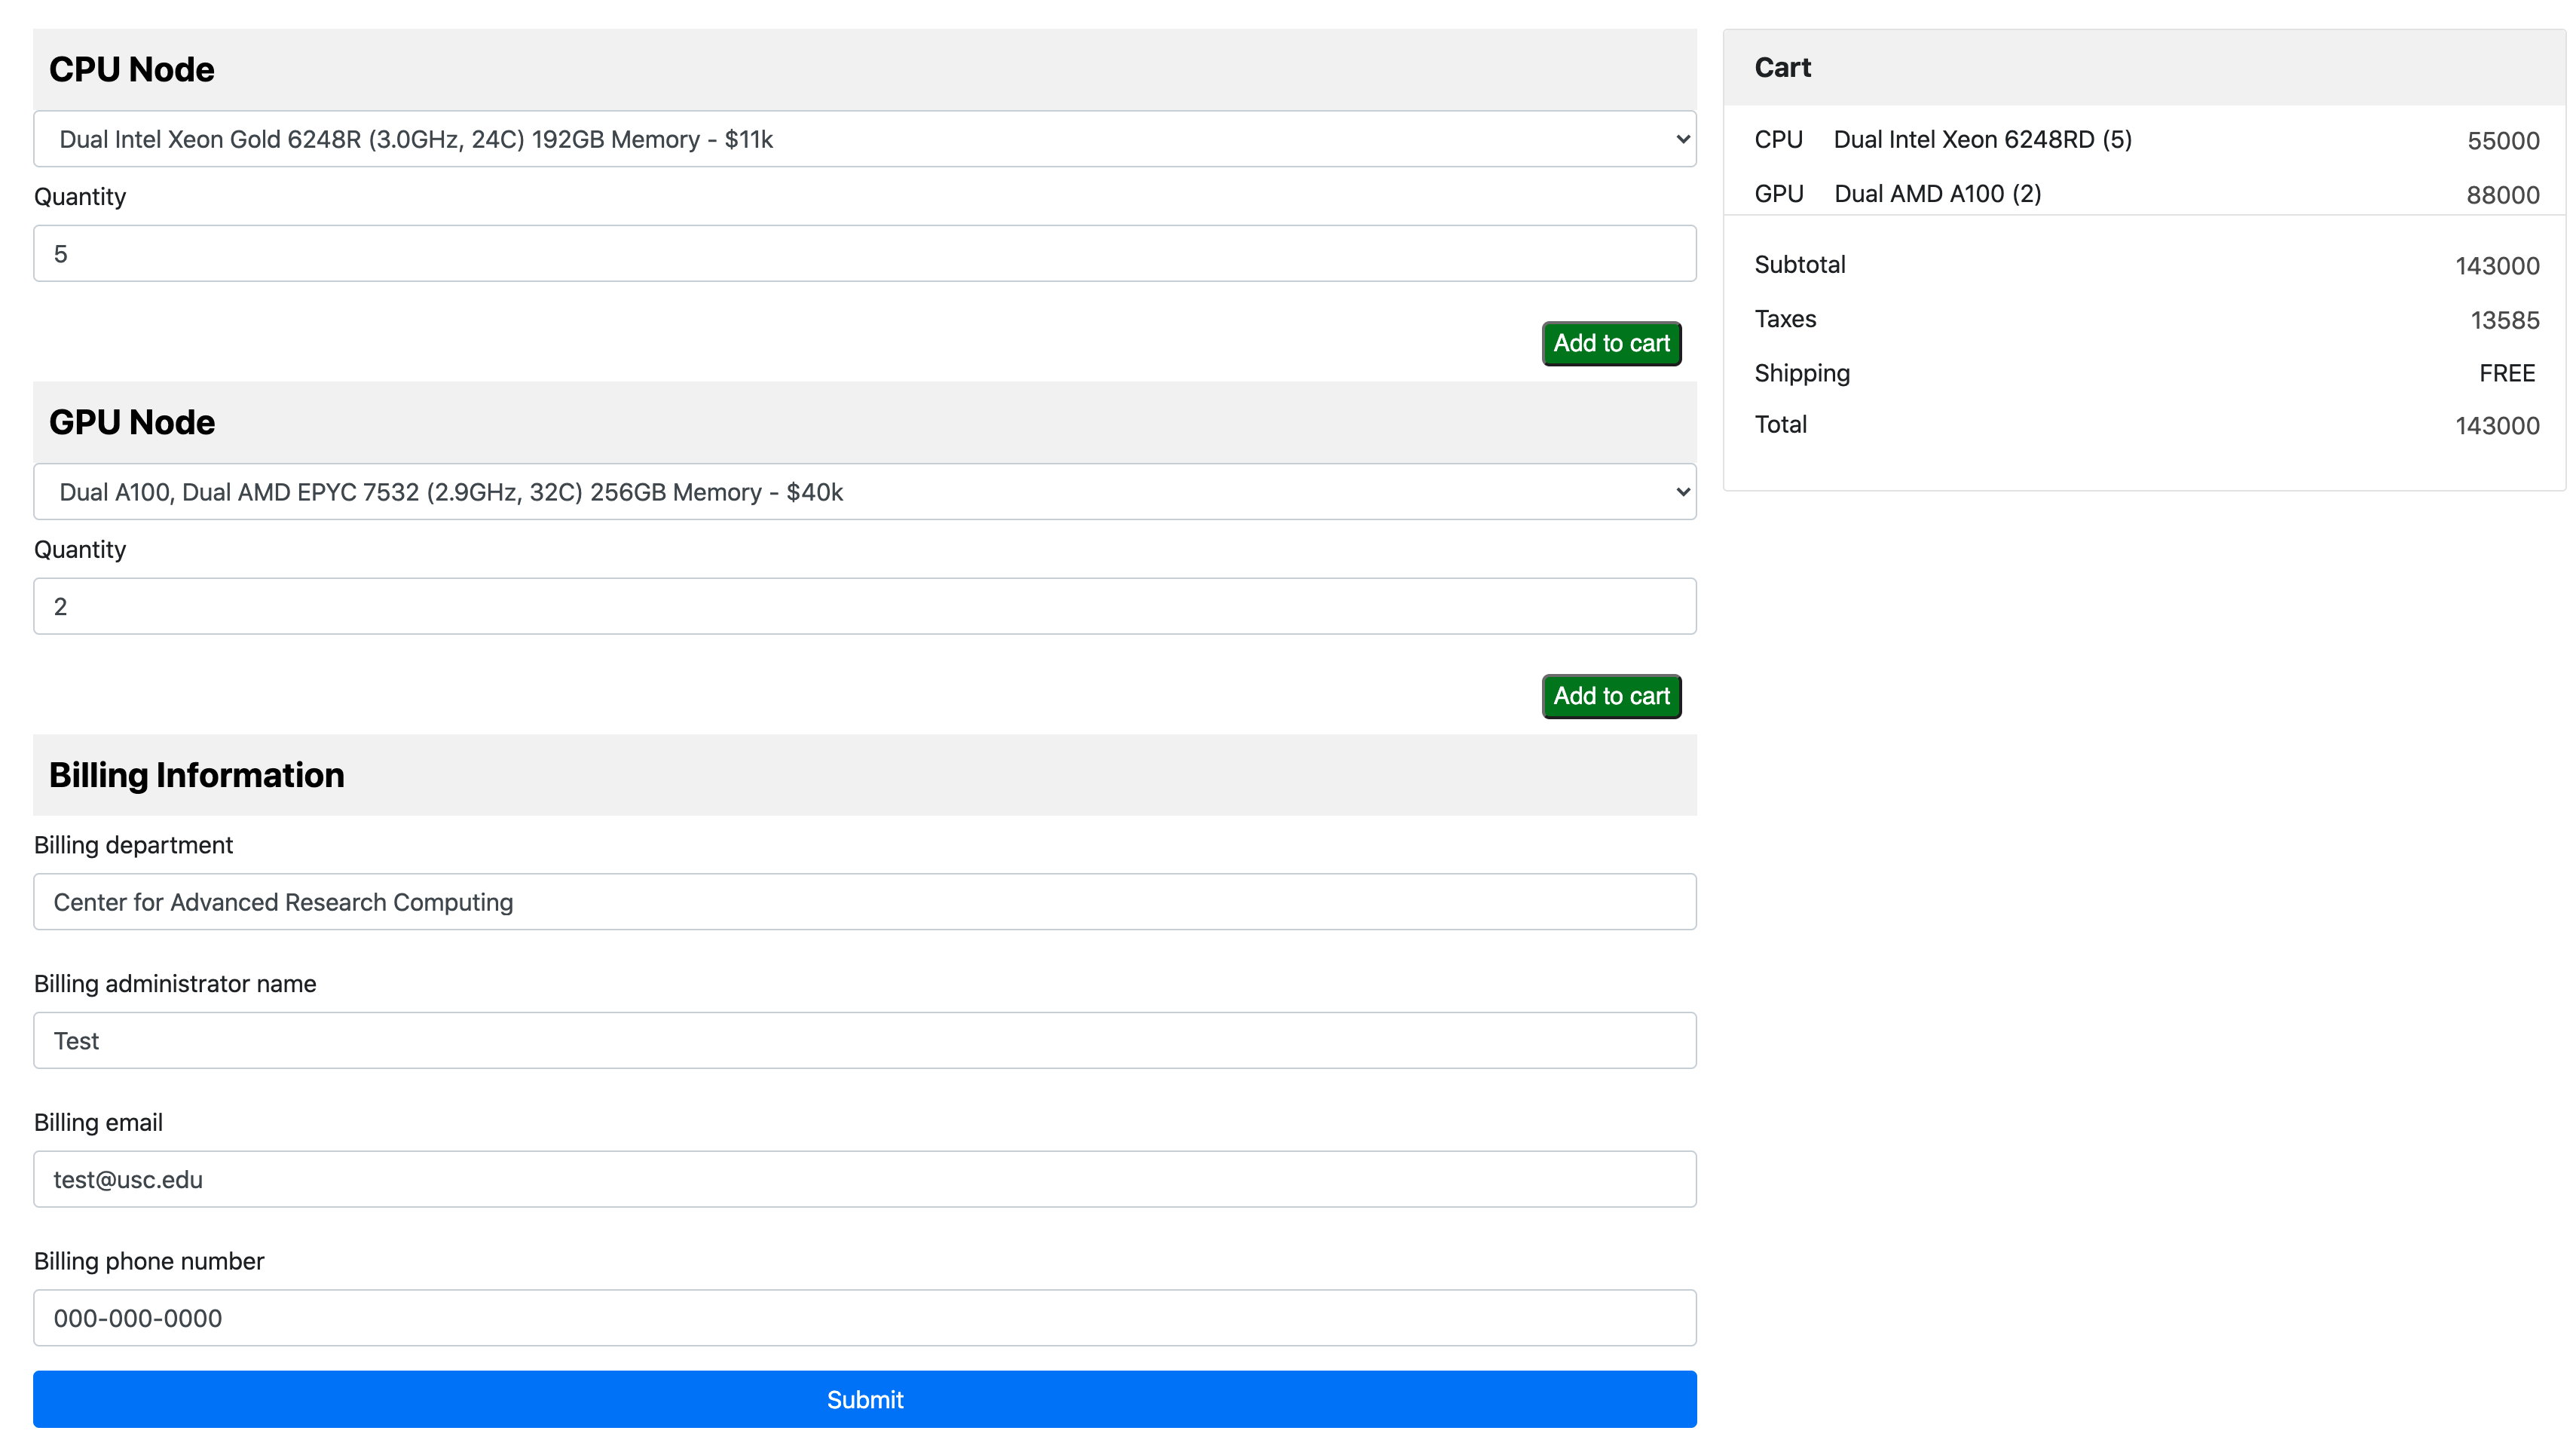 CPU Node
Dual Intel Xeon Gold 6248R (3.0GHz, 24C) 192GB Memory - $11k
Quantity
5
Add to cart
GPU Node
Dual A100, Dual AMD EPYC 7532 (2.9GHz, 32C) 256GB Memory - $40k
Quantity
2
Add to cart
Billing Information
Billing department
Center for Advanced Research Computing
Billing administrator name
Test
Billing email
test@usc.edu
Billing phone number
000-000-0000
Submit
Cart
CPU Dual Intel Xeon 6248RD (5) 55000
GPU Dual AMD A100 (2) 88000
Subtotal 143000
Taxes 13585
Shipping FREE
Total 143000